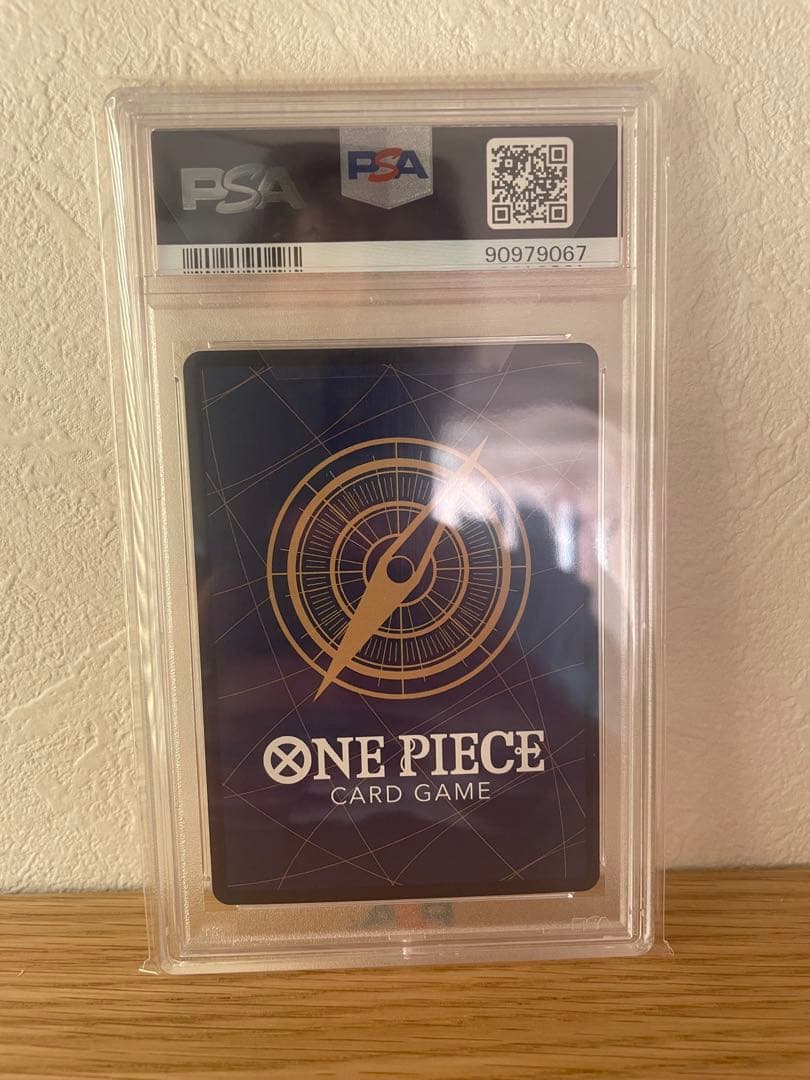 PSA
PSA
90979067
ONE PIECE
CARD GAME